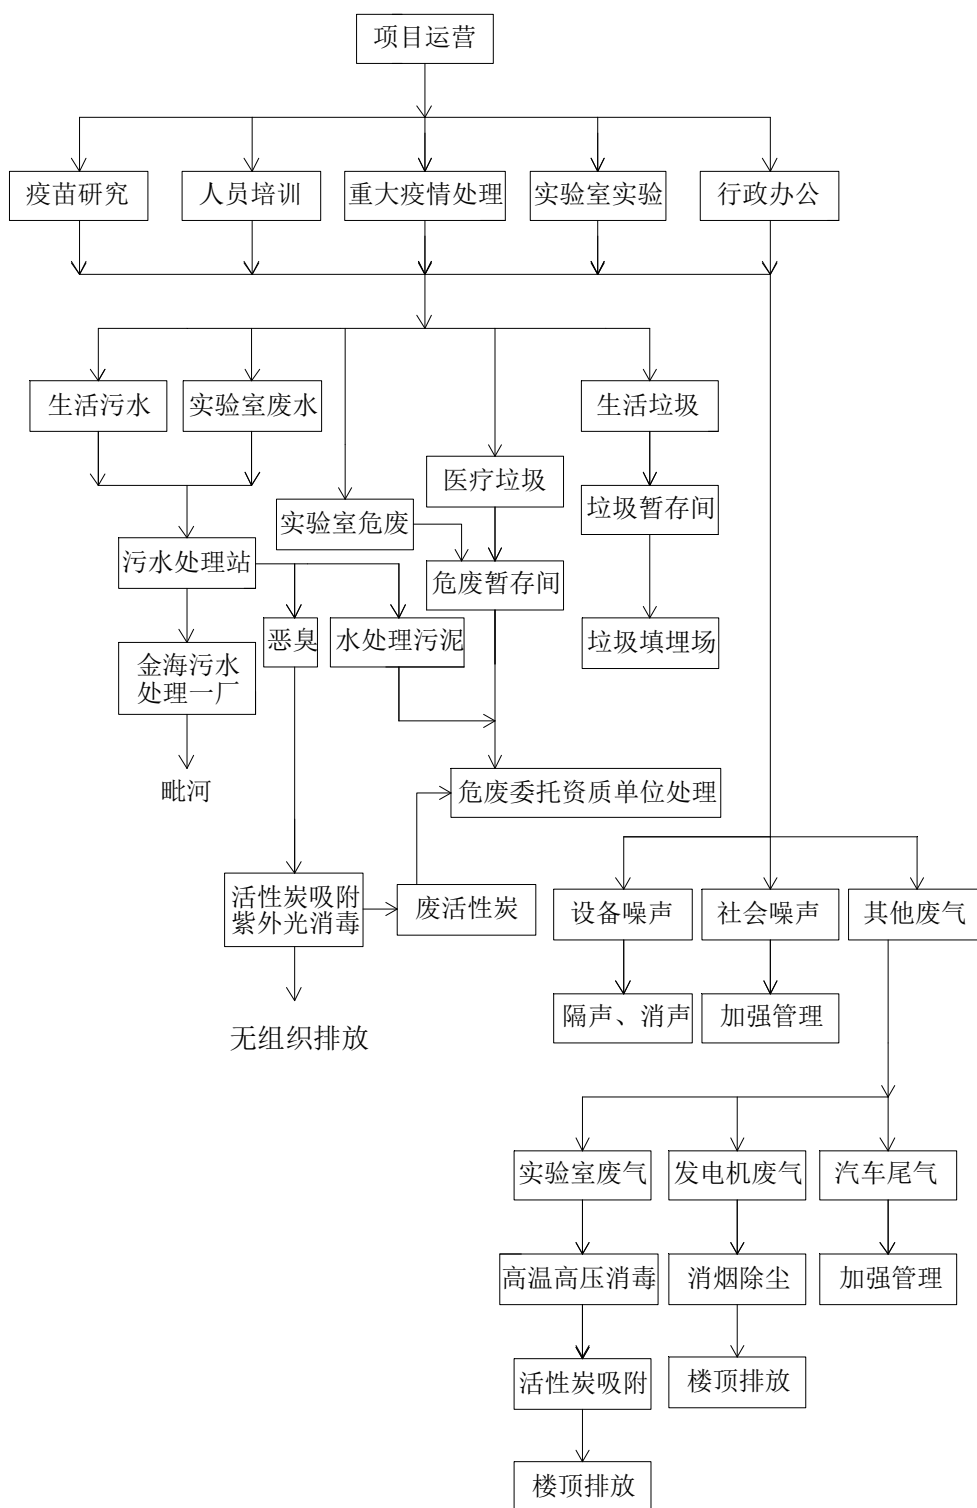 项目运营
疫苗研究
人员培训
重大疫情处理
实验室实验
行政办公
生活污水
实验室废水
生活垃圾
医疗垃圾
实验室危废
垃圾暂存间
污水处理站
危废暂存间
恶臭
水处理污泥
垃圾填埋场
金海污水
处理一厂
毗河
危废委托资质单位处理
活性炭吸附
紫外光消毒
废活性炭
设备噪声
社会噪声
其他废气
无组织排放
隔声、消声
加强管理
实验室废气
发电机废气
汽车尾气
高温高压消毒
消烟除尘
加强管理
活性炭吸附
楼顶排放
楼顶排放